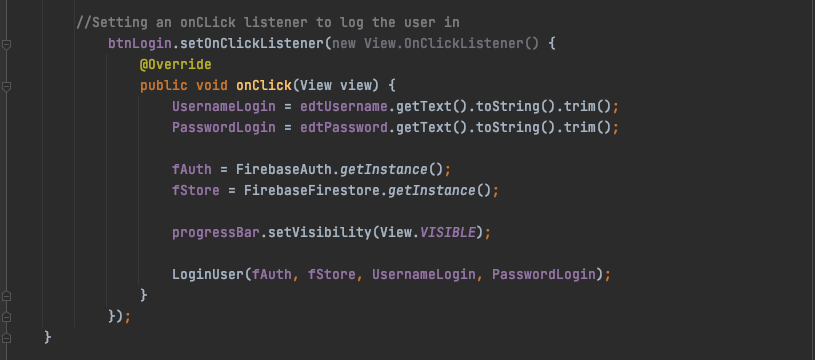 //Setting an onCLick listener to log the user in
btnLogin.setOnClickListener(new View.OnClickListener() {
@Override
public void onClick(View view) {
UsernameLogin = edtUsername.getText().toString().trim();
PasswordLogin = edtPassword.getText().toString().trim();
fAuth = FirebaseAuth.getInstance();
fStore = FirebaseFirestore.getInstance();
progressBar.setVisibility(View.VISIBLE);
LoginUser(fAuth, fStore, UsernameLogin, PasswordLogin);
}
});
}